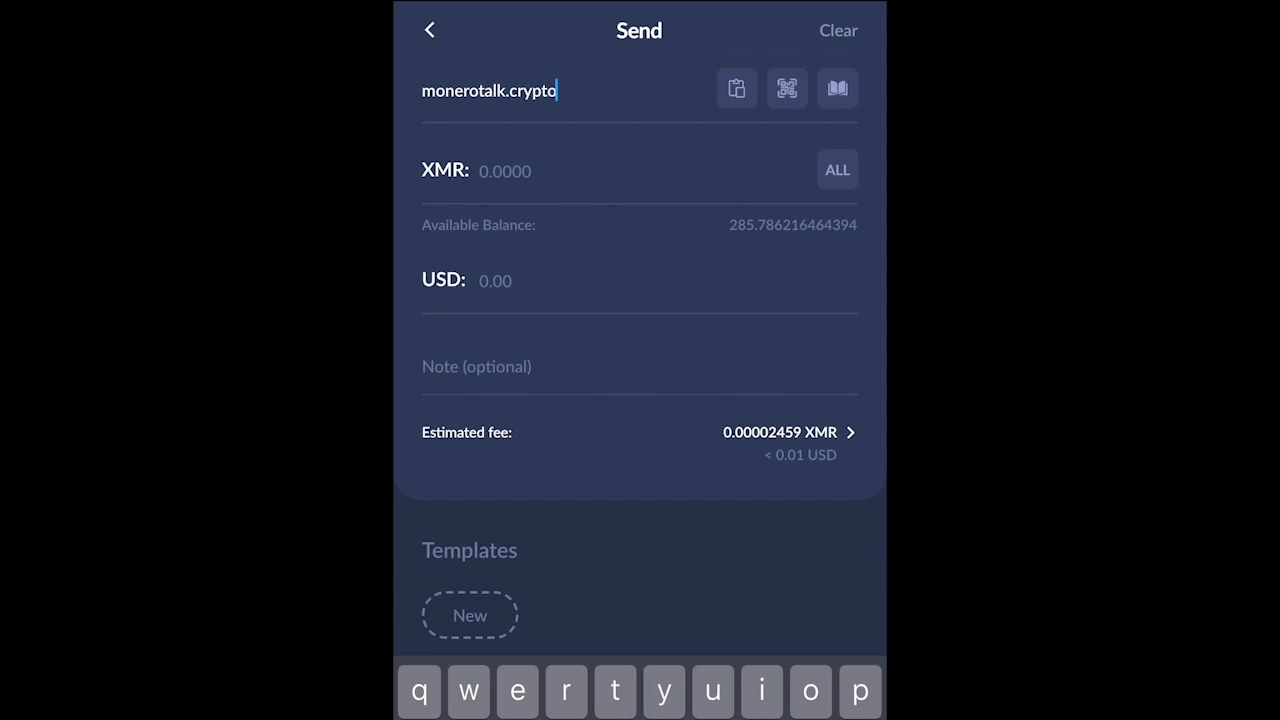 Send
Clear
monerotalk.crypto
XMR: 0.0000
ALL
Available Balance: 285.786216464394
USD: 0.00
Note (optional)
Estimated fee: 0.00002459 XMR
< 0.01 USD
Templates
New
q w e r t y u i o p